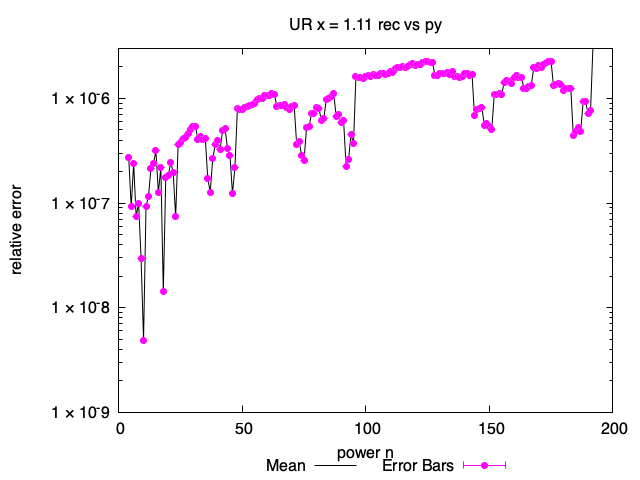 UR x = 1.11 rec vs py
relative error
1 × 10-6
1 × 10-7
1 × 10-8
1 × 10-9
0 50 100 150 200
power n
Mean Error Bars